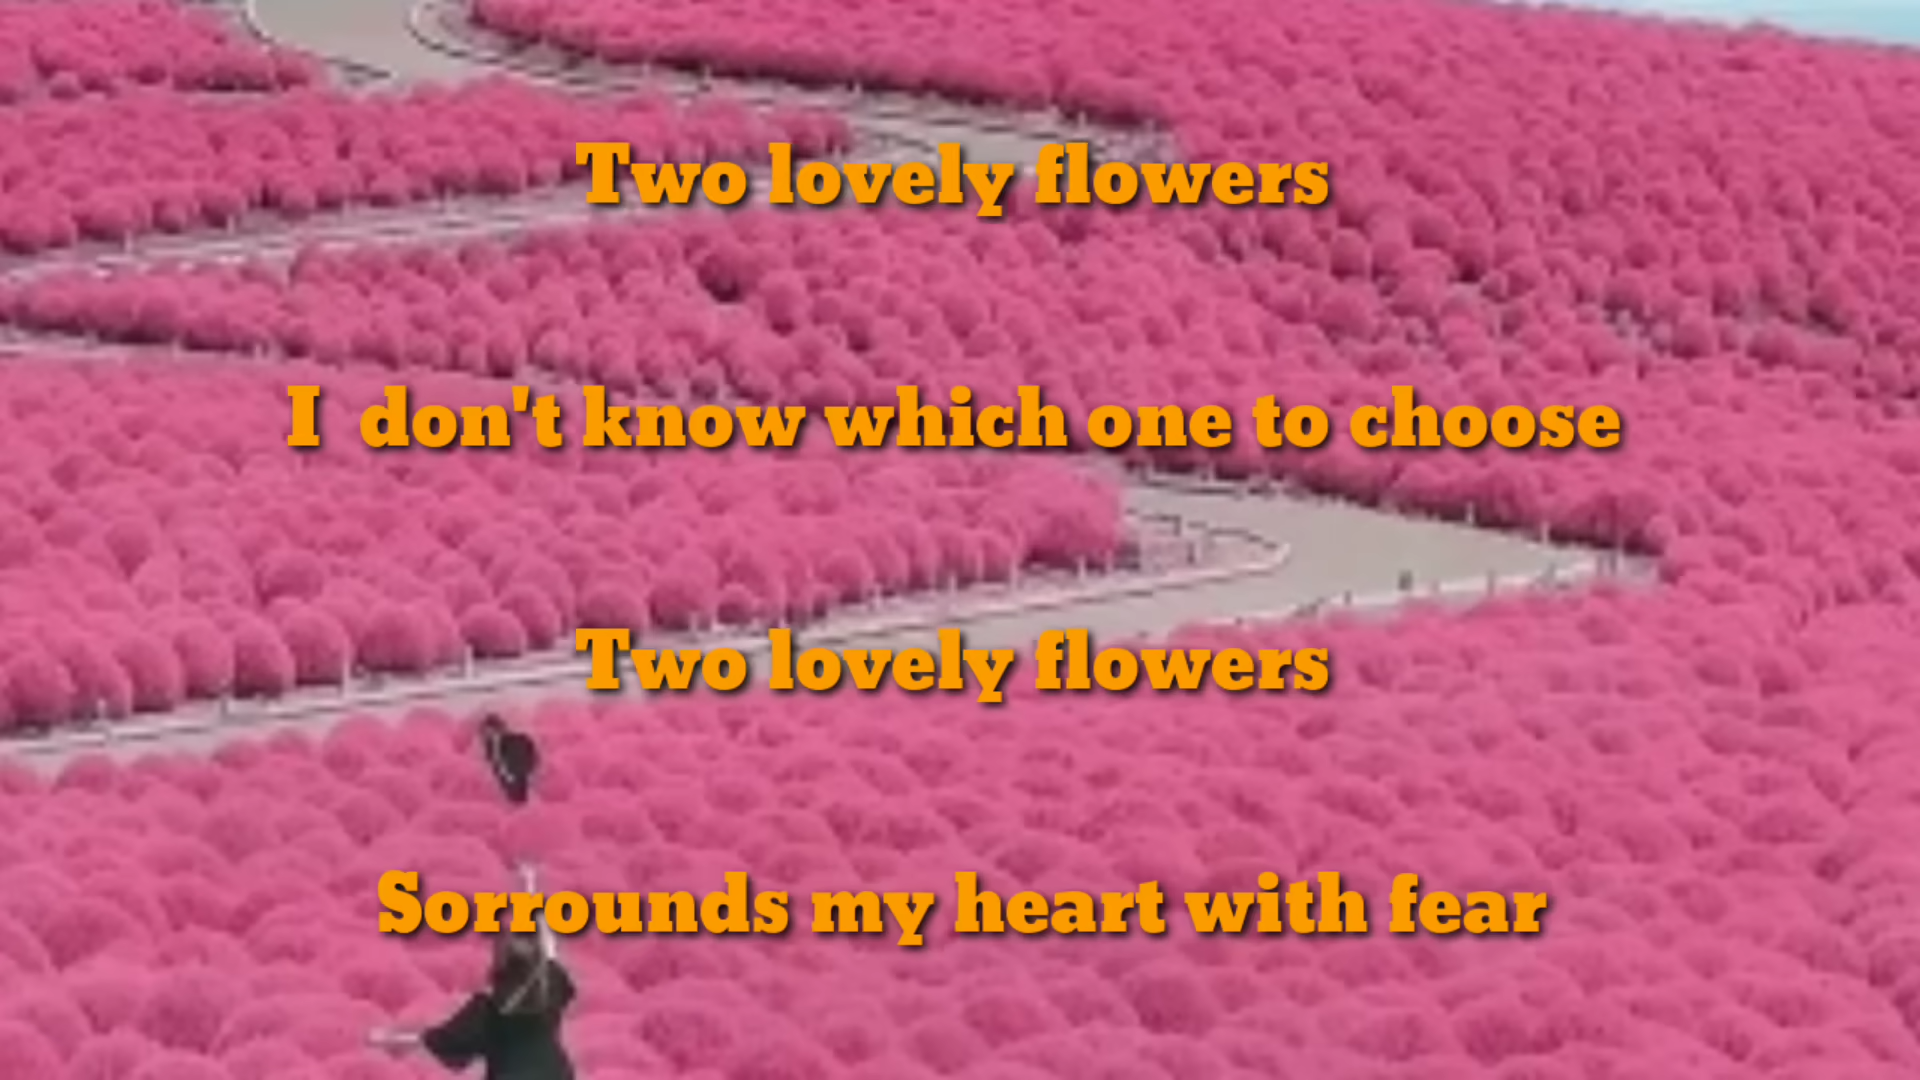 Two lovely flowers
I  don't know which one to choose
Two lovely flowers
Sorrounds my heart with fear